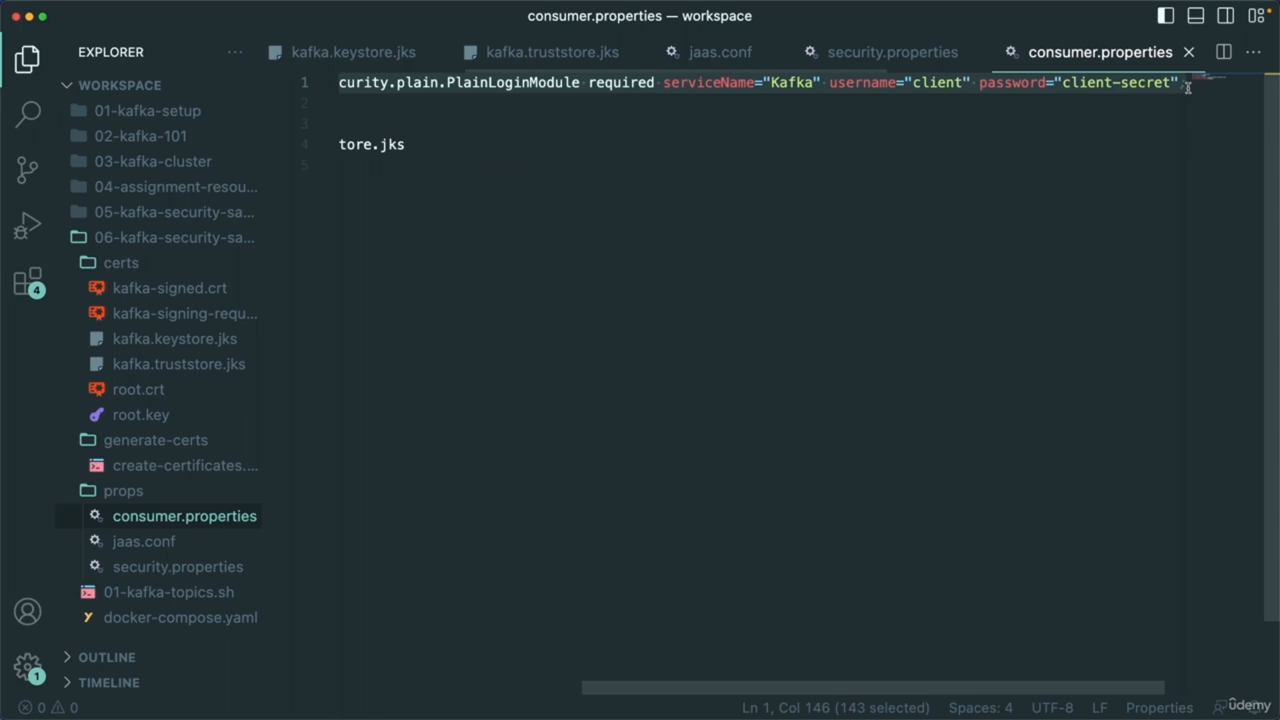 consumer.properties — workspace
EXPLORER
kafka.keystore.jks
kafka.truststore.jks
jaas.conf
security.properties
consumer.properties
WORKSPACE
01-kafka-setup
02-kafka-101
03-kafka-cluster
04-assignment-resou...
05-kafka-security-sa...
06-kafka-security-sa...
certs
kafka-signed.crt
kafka-signing-requ...
kafka.keystore.jks
kafka.truststore.jks
root.crt
root.key
generate-certs
create-certificates....
props
consumer.properties
jaas.conf
security.properties
01-kafka-topics.sh
docker-compose.yaml
OUTLINE
TIMELINE
4
1
1 curity.plain.PlainLoginModule required serviceName="Kafka" username="client" password="client-secret";
2
3
4 tore.jks
5
0 0
Ln 1, Col 146 (143 selected)
Spaces: 4
UTF-8
LF
Properties
ûdemy